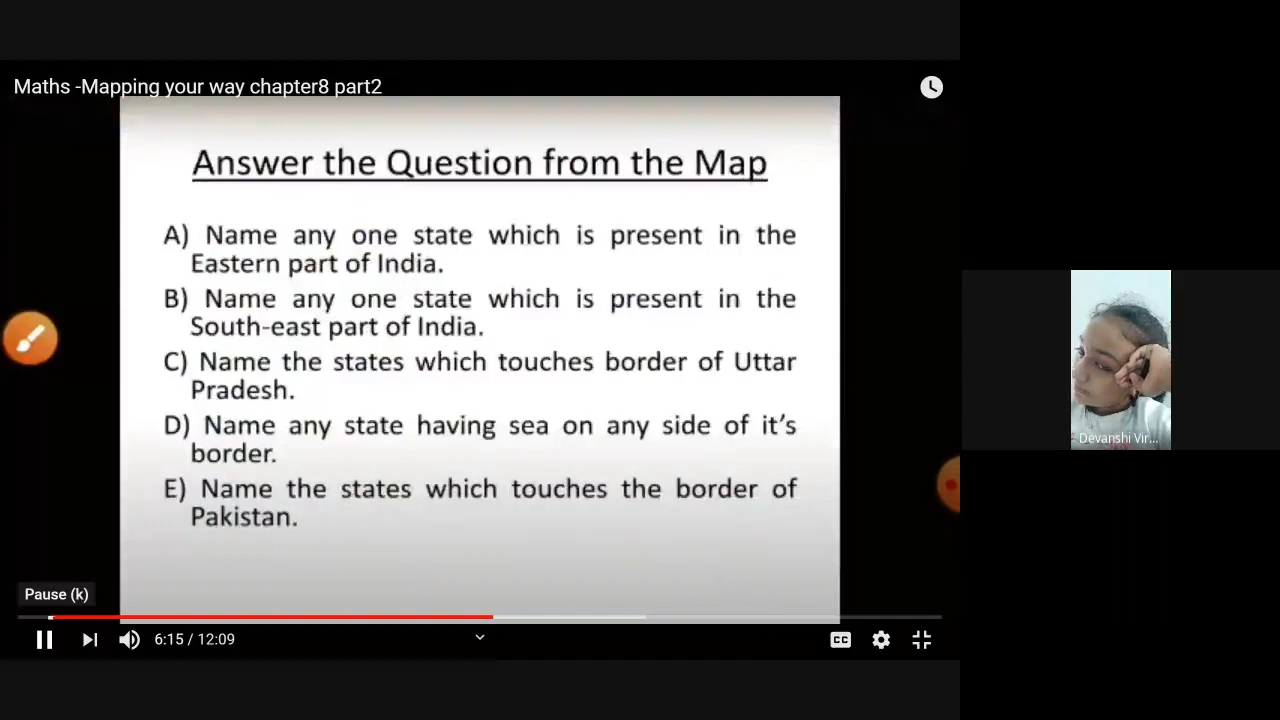 Maths -Mapping your way chapter8 part2
Answer the Question from the Map
A) Name any one state which is present in the
Eastern part of India.
B) Name any one state which is present in the
South-east part of India.
C) Name the states which touches border of Uttar
Pradesh.
D) Name any state having sea on any side of it's
border.
E) Name the states which touches the border of
Pakistan.
Devanshi Vir...
Pause (k)
6:15 / 12:09
CC